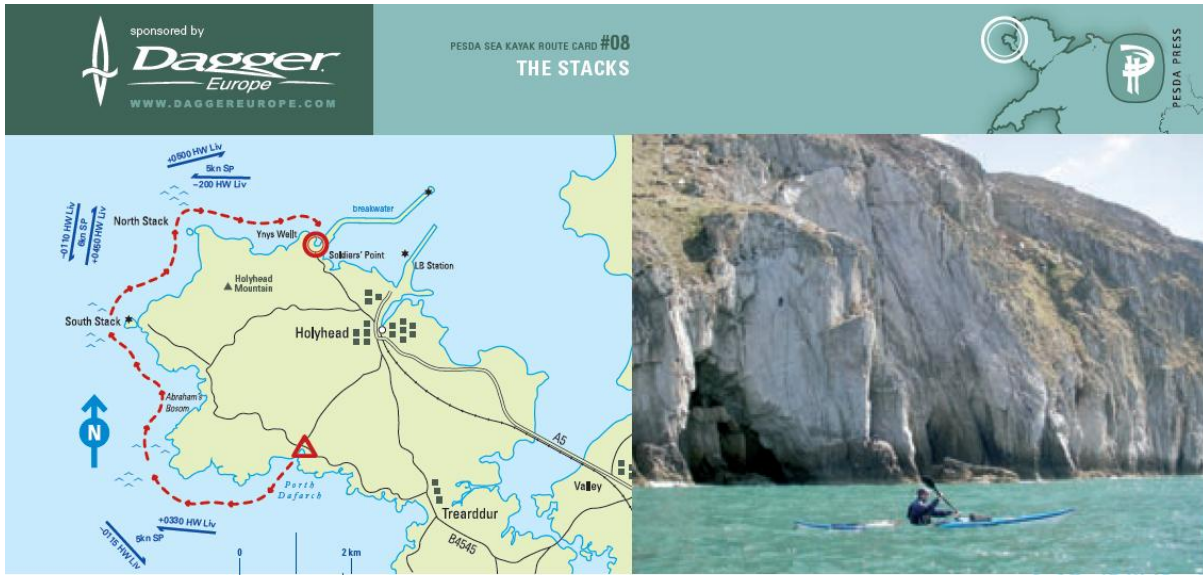 sponsored by
Dagger
Europe
WWW.DAGGEREUROPE.COM
PESDA SEA KAYAK ROUTE CARD #08
THE STACKS
PESDA PRESS
+0500 HW Liv
5kn SP
–200 HW Liv
–0110 HW Liv
6kn SP
+0460 HW Liv
North Stack
breakwater
Ynys Wellt
Soldiers' Point
LB Station
Holyhead
Mountain
South Stack
Holyhead
Abraham's
Bosom
N
A5
Porth
Dafarch
Valley
Trearddur
+0330 HW Liv
5kn SP
–0115 HW Liv
B4545
0
2 km